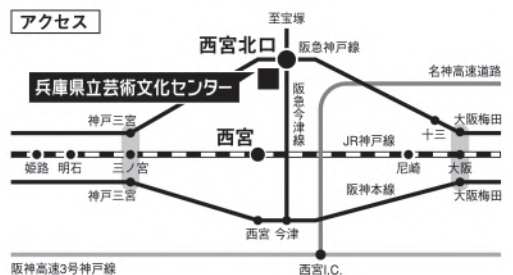 アクセス
至宝塚
西宮北口
阪急神戸線
名神高速道路
兵庫県立芸術文化センター
阪急今津線
神戸三宮
西宮
JR神戸線
十三
大阪梅田
姫路
明石
三ノ宮
尼崎
大阪
神戸三宮
阪神本線
大阪梅田
西宮
今津
阪神高速3号神戸線
西宮I.C.